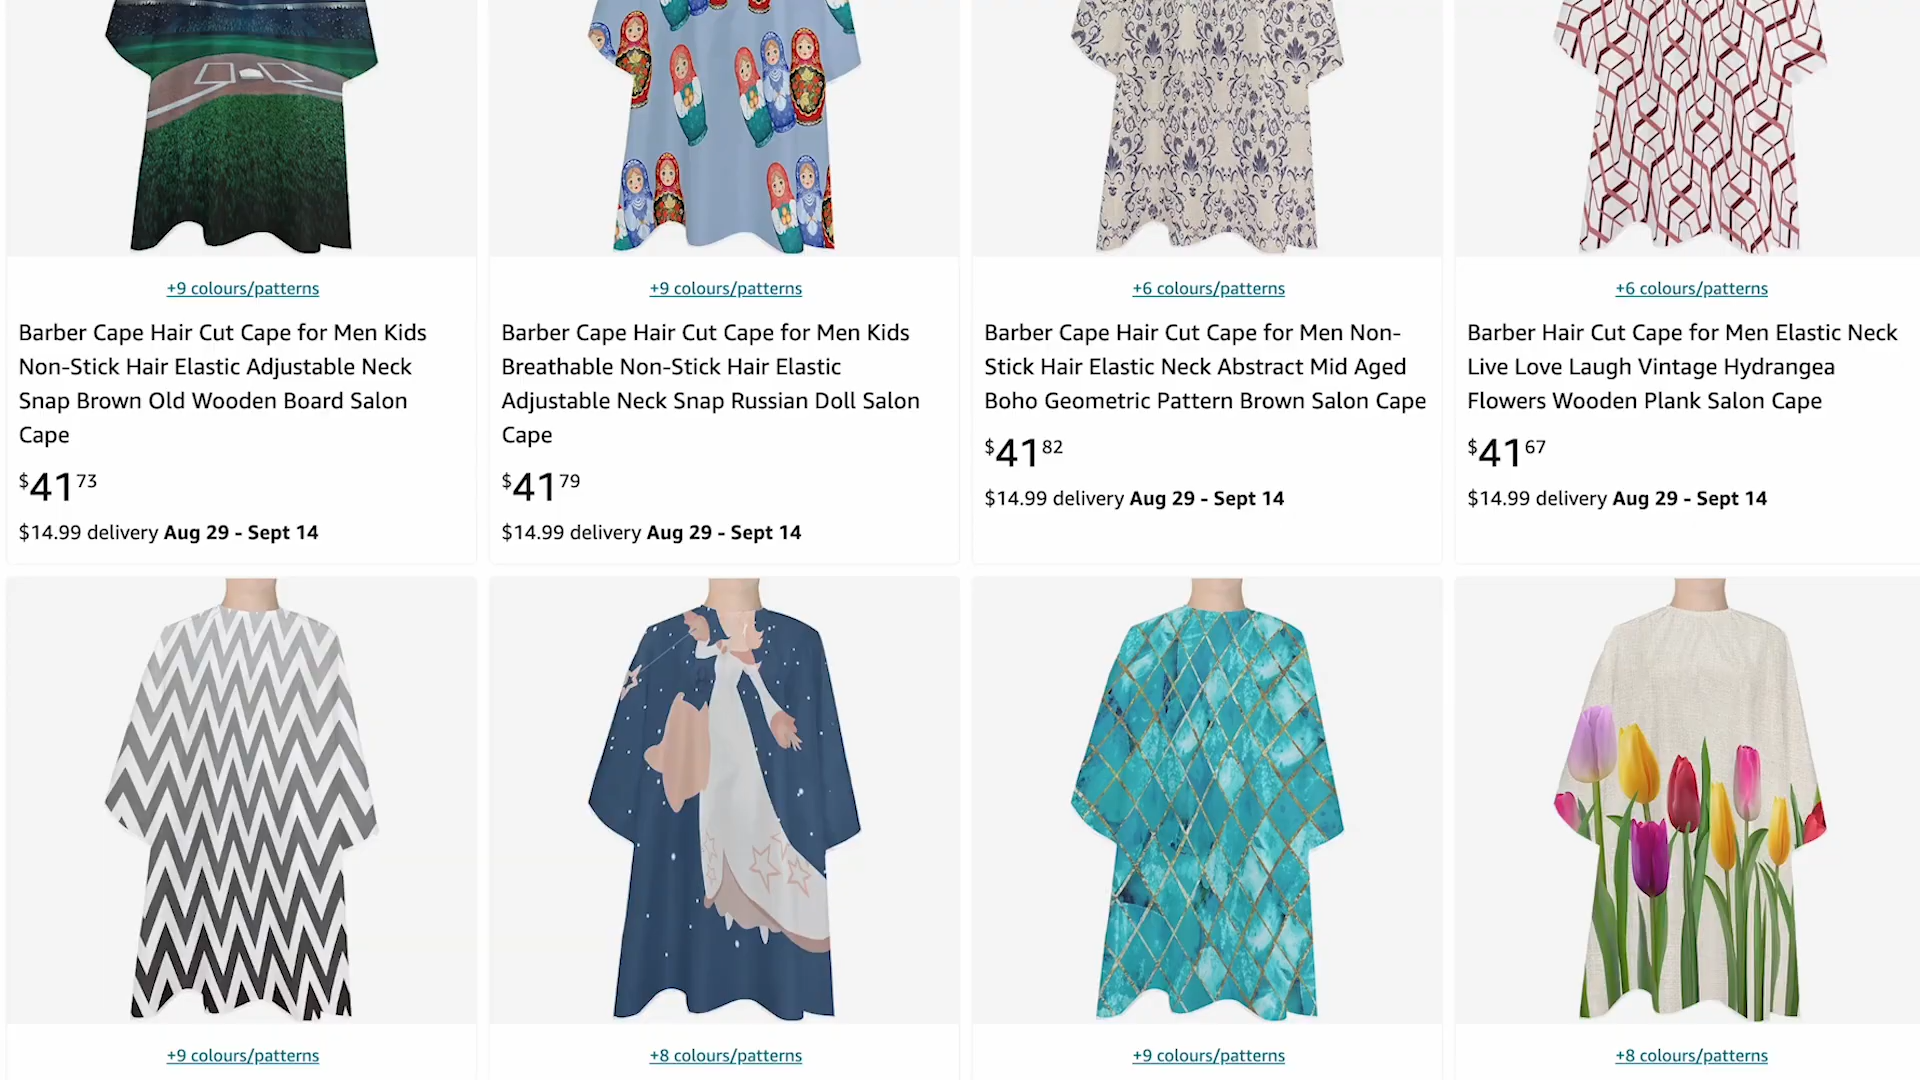 +9 colours/patterns
Barber Cape Hair Cut Cape for Men Kids
Non-Stick Hair Elastic Adjustable Neck
Snap Brown Old Wooden Board Salon
Cape
$41 73
$14.99 delivery Aug 29 - Sept 14
+9 colours/patterns
Barber Cape Hair Cut Cape for Men Kids
Breathable Non-Stick Hair Elastic
Adjustable Neck Snap Russian Doll Salon
Cape
$41 79
$14.99 delivery Aug 29 - Sept 14
+6 colours/patterns
Barber Cape Hair Cut Cape for Men Non-
Stick Hair Elastic Neck Abstract Mid Aged
Boho Geometric Pattern Brown Salon Cape
$41 82
$14.99 delivery Aug 29 - Sept 14
+6 colours/patterns
Barber Hair Cut Cape for Men Elastic Neck
Live Love Laugh Vintage Hydrangea
Flowers Wooden Plank Salon Cape
$41 67
$14.99 delivery Aug 29 - Sept 14
+9 colours/patterns
+8 colours/patterns
+9 colours/patterns
+8 colours/patterns